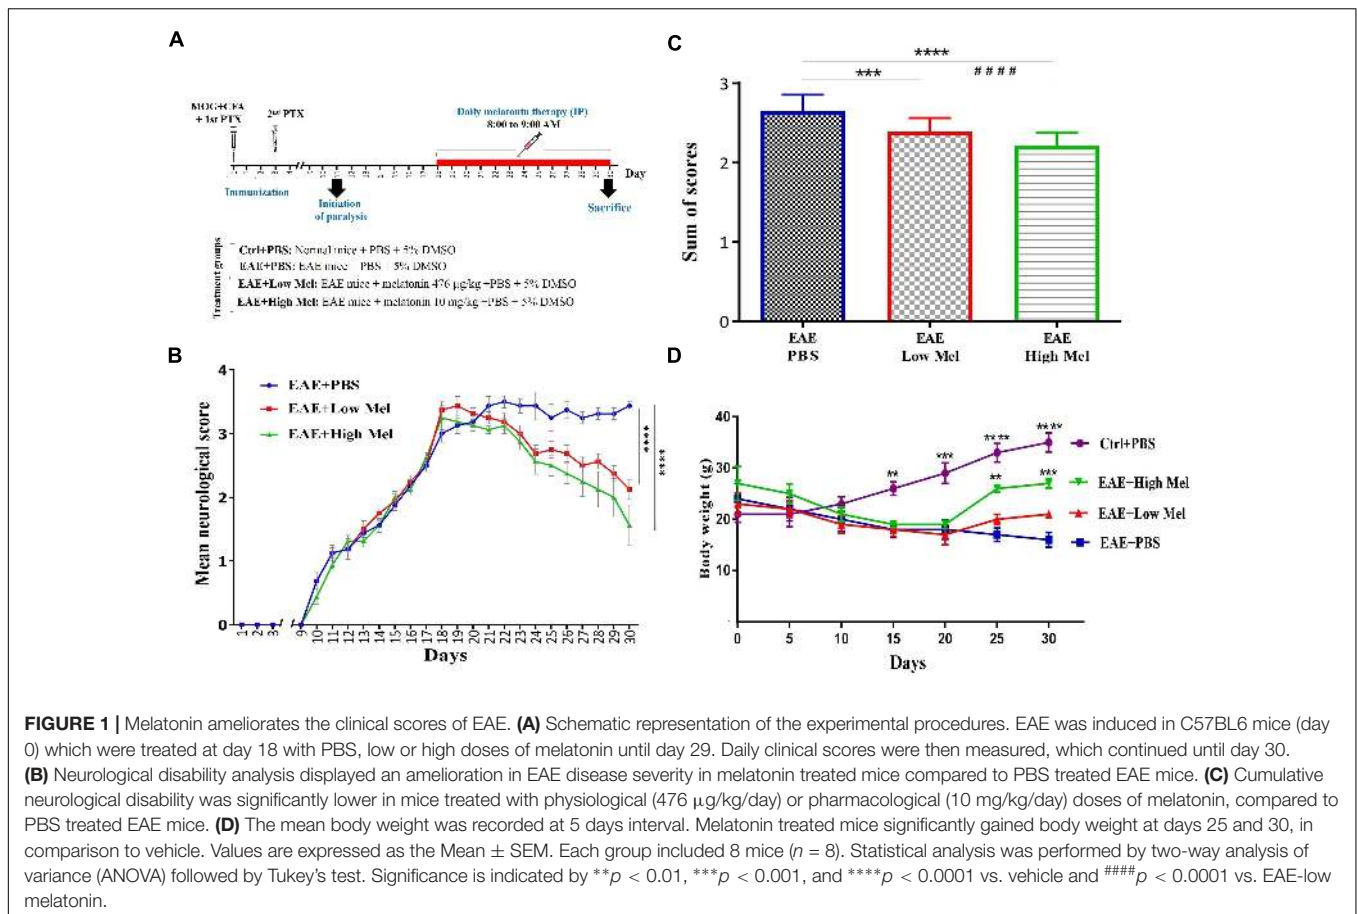 A
MOG+CFA
+ 1st PTX
2nd PTX
Daily melatonin therapy (IP)
8:00 to 9:00 AM
Day
Immunization
Initiation
of paralysis
Sacrifice
Treatment groups
Ctrl+PBS: Normal mice + PBS + 5% DMSO
EAE+PBS: EAE mice + PBS + 5% DMSO
EAE+Low Mel: EAE mice + melatonin 476 µg/kg +PBS + 5% DMSO
EAE+High Mel: EAE mice + melatonin 10 mg/kg +PBS + 5% DMSO
B
Mean neurological score
4
3
2
1
0
EAE+PBS
EAE+Low Mel
EAE+High Mel
****
****
1 2 3 9 10 11 12 13 14 15 16 17 18 19 20 21 22 23 24 25 26 27 28 29 30
Days
C
****
*** ####
Sum of scores
3
2
1
0
EAE EAE EAE
PBS Low Mel High Mel
D
Body weight (g)
40
30
20
10
** *** **** ****
** ***
Ctrl+PBS
EAE+High Mel
EAE+Low Mel
EAE+PBS
0 5 10 15 20 25 30
Days
FIGURE 1 | Melatonin ameliorates the clinical scores of EAE. (A) Schematic representation of the experimental procedures. EAE was induced in C57BL6 mice (day
0) which were treated at day 18 with PBS, low or high doses of melatonin until day 29. Daily clinical scores were then measured, which continued until day 30.
(B) Neurological disability analysis displayed an amelioration in EAE disease severity in melatonin treated mice compared to PBS treated EAE mice. (C) Cumulative
neurological disability was significantly lower in mice treated with physiological (476 µg/kg/day) or pharmacological (10 mg/kg/day) doses of melatonin, compared to
PBS treated EAE mice. (D) The mean body weight was recorded at 5 days interval. Melatonin treated mice significantly gained body weight at days 25 and 30, in
comparison to vehicle. Values are expressed as the Mean ± SEM. Each group included 8 mice (n = 8). Statistical analysis was performed by two-way analysis of
variance (ANOVA) followed by Tukey's test. Significance is indicated by **p < 0.01, ***p < 0.001, and ****p < 0.0001 vs. vehicle and ####p < 0.0001 vs. EAE-low
melatonin.